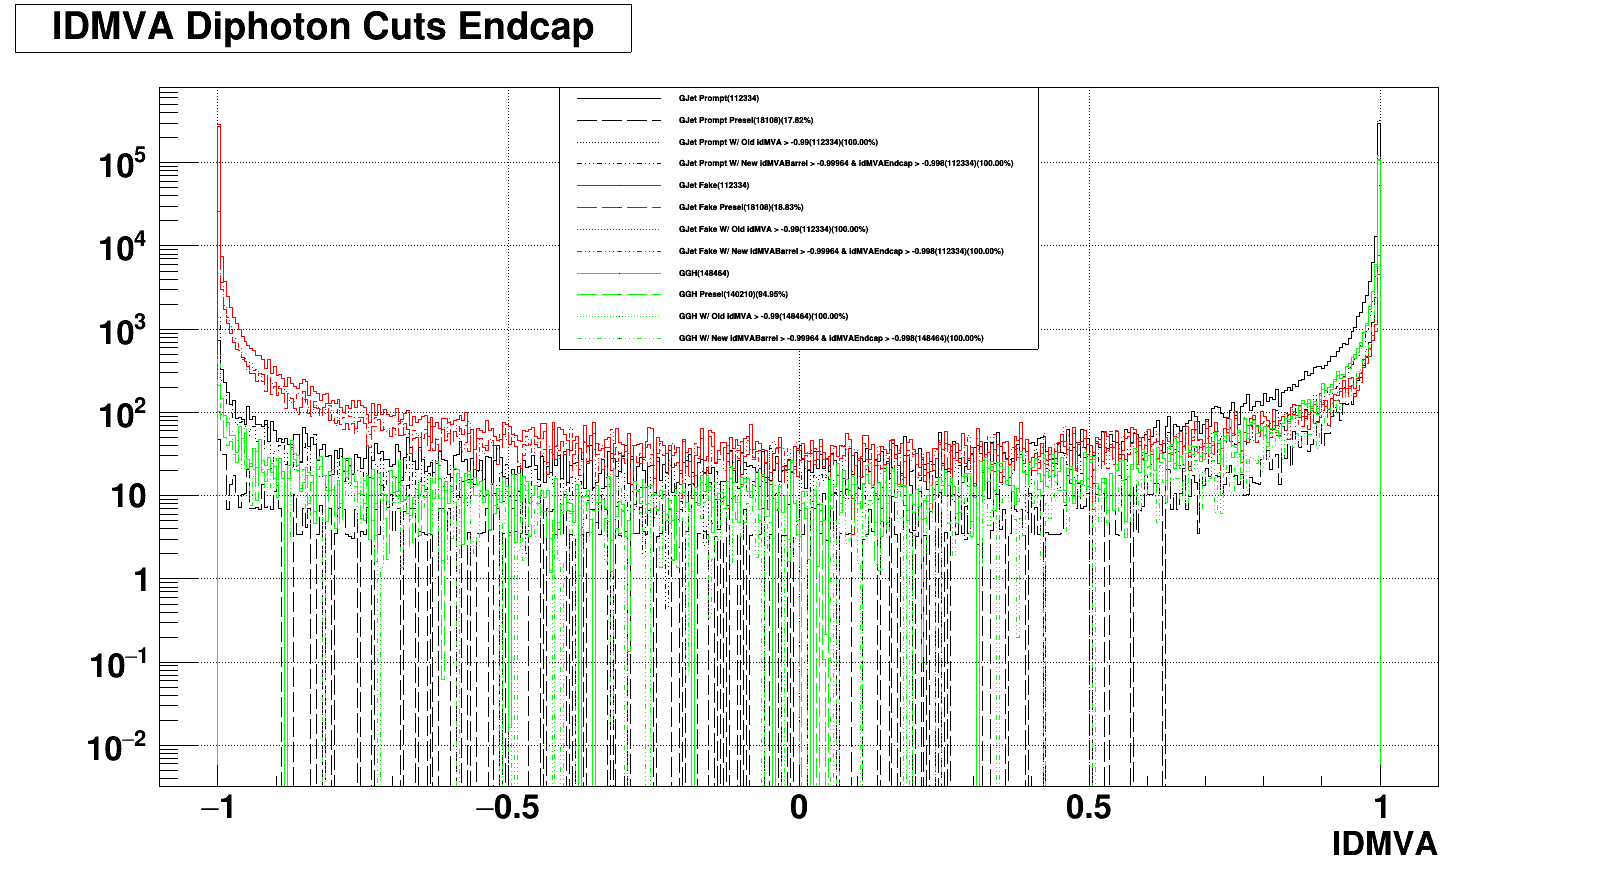 IDMVA Diphoton Cuts Endcap
GJet Prompt(112334)
GJet Prompt Presel(18108)(17.62%)
GJet Prompt W/ Old idMVA > -0.99(112334)(100.00%)
GJet Prompt W/ New idMVABarrel > -0.99964 & idMVAEndcap > -0.998(112334)(100.00%)
GJet Fake(112334)
GJet Fake Presel(18108)(18.83%)
GJet Fake W/ Old idMVA > -0.99(112334)(100.00%)
GJet Fake W/ New idMVABarrel > -0.99964 & idMVAEndcap > -0.998(112334)(100.00%)
GGH(148464)
GGH Presel(140210)(94.95%)
GGH W/ Old idMVA > -0.99(148464)(100.00%)
GGH W/ New idMVABarrel > -0.99964 & idMVAEndcap > -0.998(148464)(100.00%)
10⁵
10⁴
10³
10²
10
1
10⁻¹
10⁻²
−1 −0.5 0 0.5 1
IDMVA